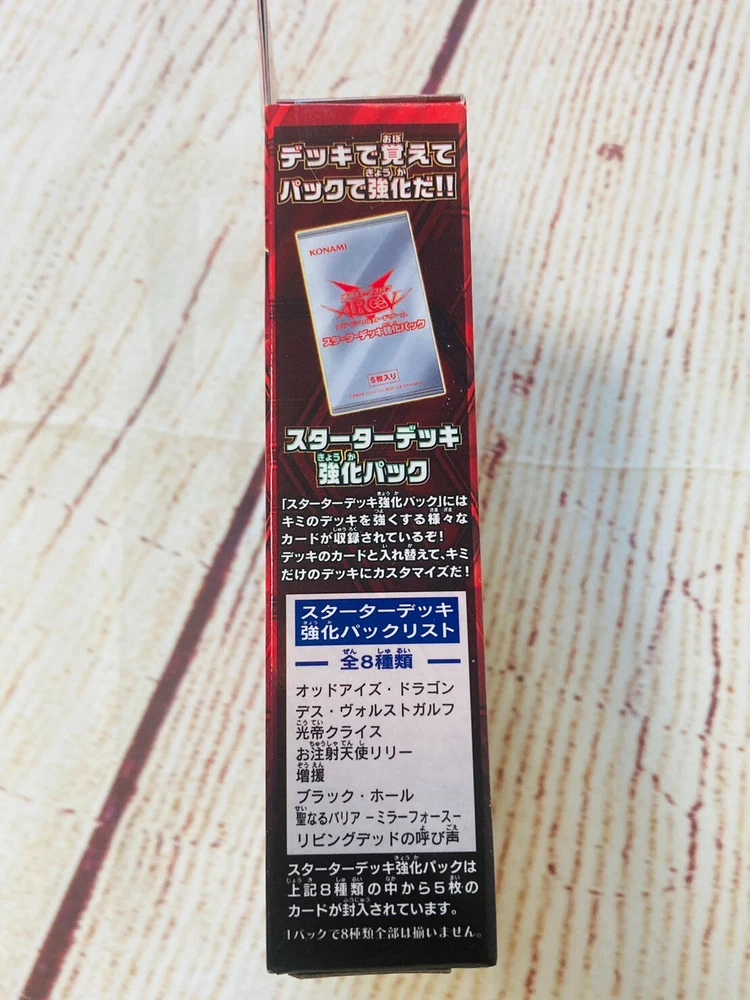 デッキで覚えて
パックで強化だ!!
KONAMI
ARC-V
スターターデッキ強化パック
5枚入り
スターターデッキ
強化パック
「スターターデッキ強化パック」には
キミのデッキを強くする様々な
カードが収録されているぞ!
デッキのカードと入れ替えて、キミ
だけのデッキにカスタマイズだ!
スターターデッキ
強化パックリスト
全8種類
オッドアイズ・ドラゴン
デス・ヴォルストガルフ
光帝クライス
お注射天使リリー
増援
ブラック・ホール
聖なるバリア －ミラーフォース－
リビングデッドの呼び声
スターターデッキ強化パックは
上記8種類の中から5枚の
カードが封入されています。
1パックで8種類全部は揃いません。